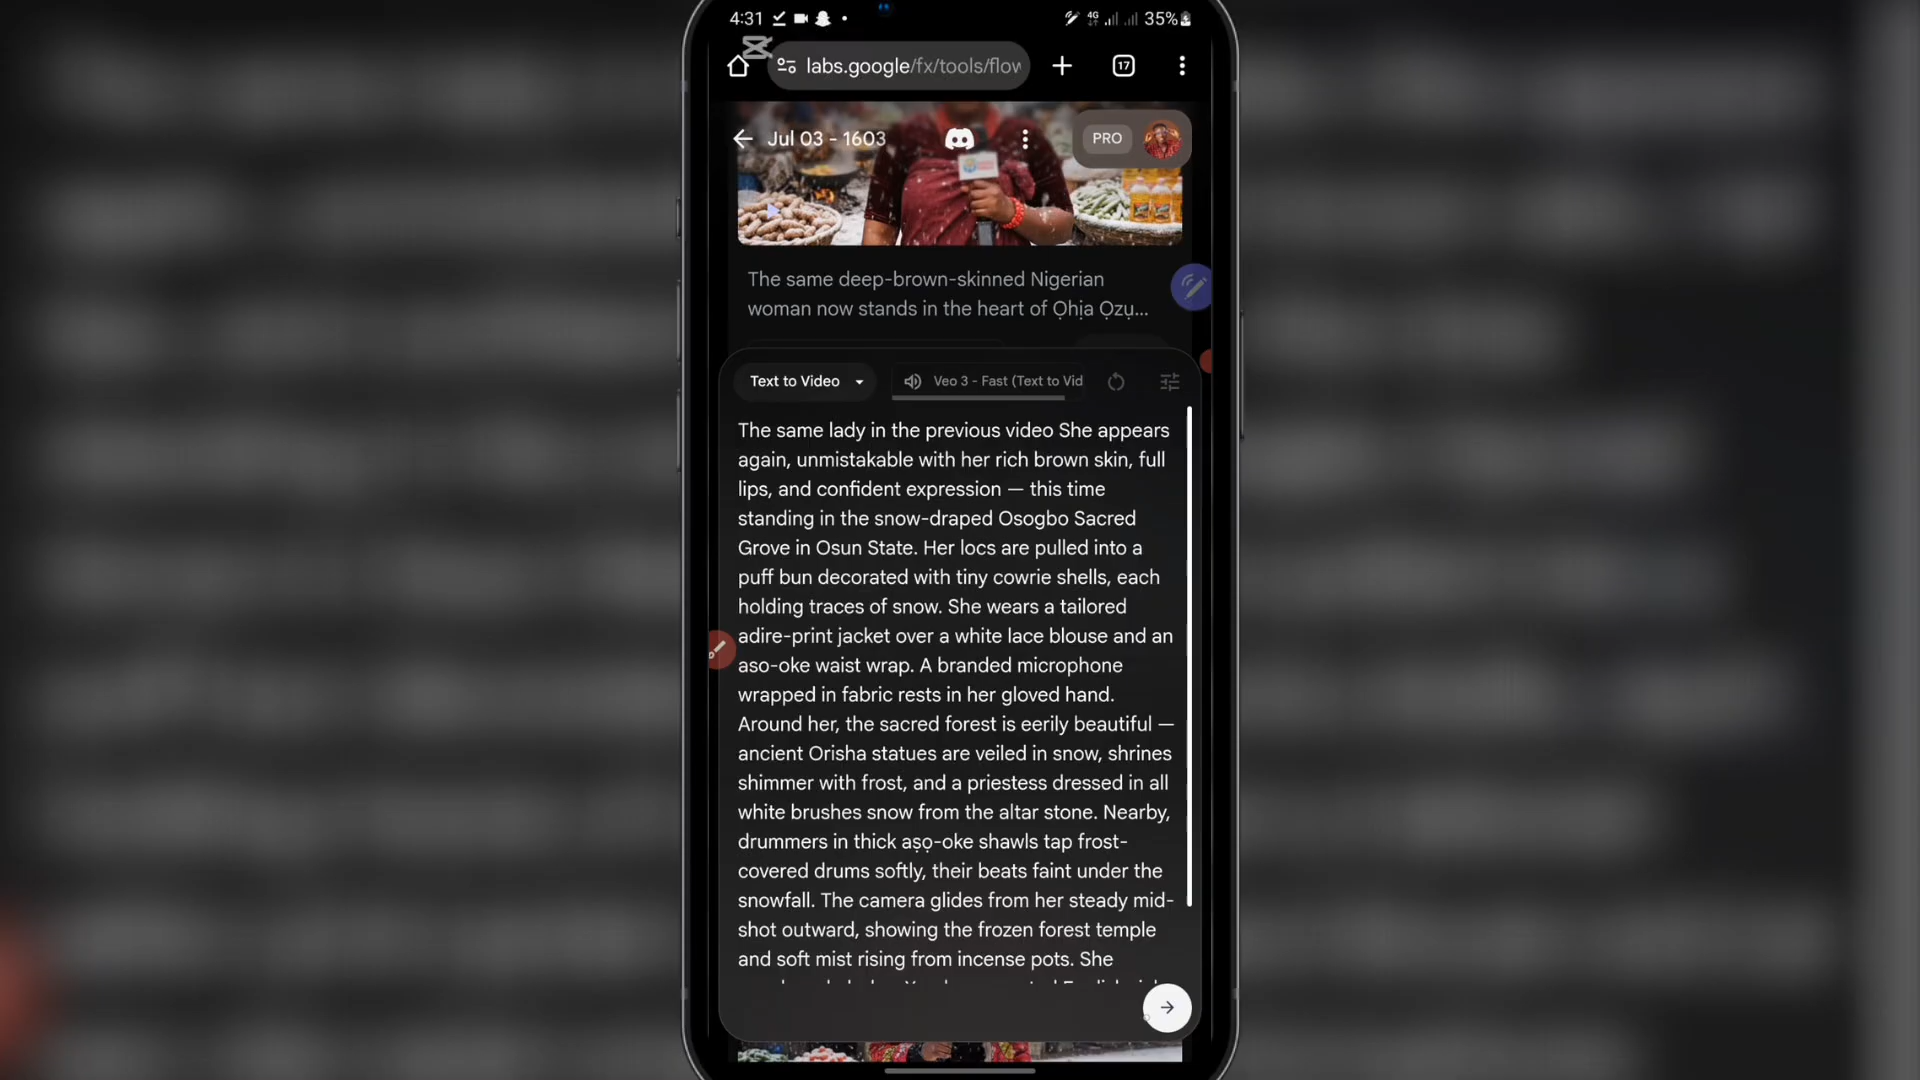 4:31
4G
35%
labs.google/fx/tools/flow
17
Jul 03 - 1603
PRO
The same deep-brown-skinned Nigerian
woman now stands in the heart of Ọhịa Ọzụ...
Text to Video
Veo 3 - Fast (Text to Vid
The same lady in the previous video She appears
again, unmistakable with her rich brown skin, full
lips, and confident expression — this time
standing in the snow-draped Osogbo Sacred
Grove in Osun State. Her locs are pulled into a
puff bun decorated with tiny cowrie shells, each
holding traces of snow. She wears a tailored
adire-print jacket over a white lace blouse and an
aso-oke waist wrap. A branded microphone
wrapped in fabric rests in her gloved hand.
Around her, the sacred forest is eerily beautiful —
ancient Orisha statues are veiled in snow, shrines
shimmer with frost, and a priestess dressed in all
white brushes snow from the altar stone. Nearby,
drummers in thick aṣọ-oke shawls tap frost-
covered drums softly, their beats faint under the
snowfall. The camera glides from her steady mid-
shot outward, showing the frozen forest temple
and soft mist rising from incense pots. She